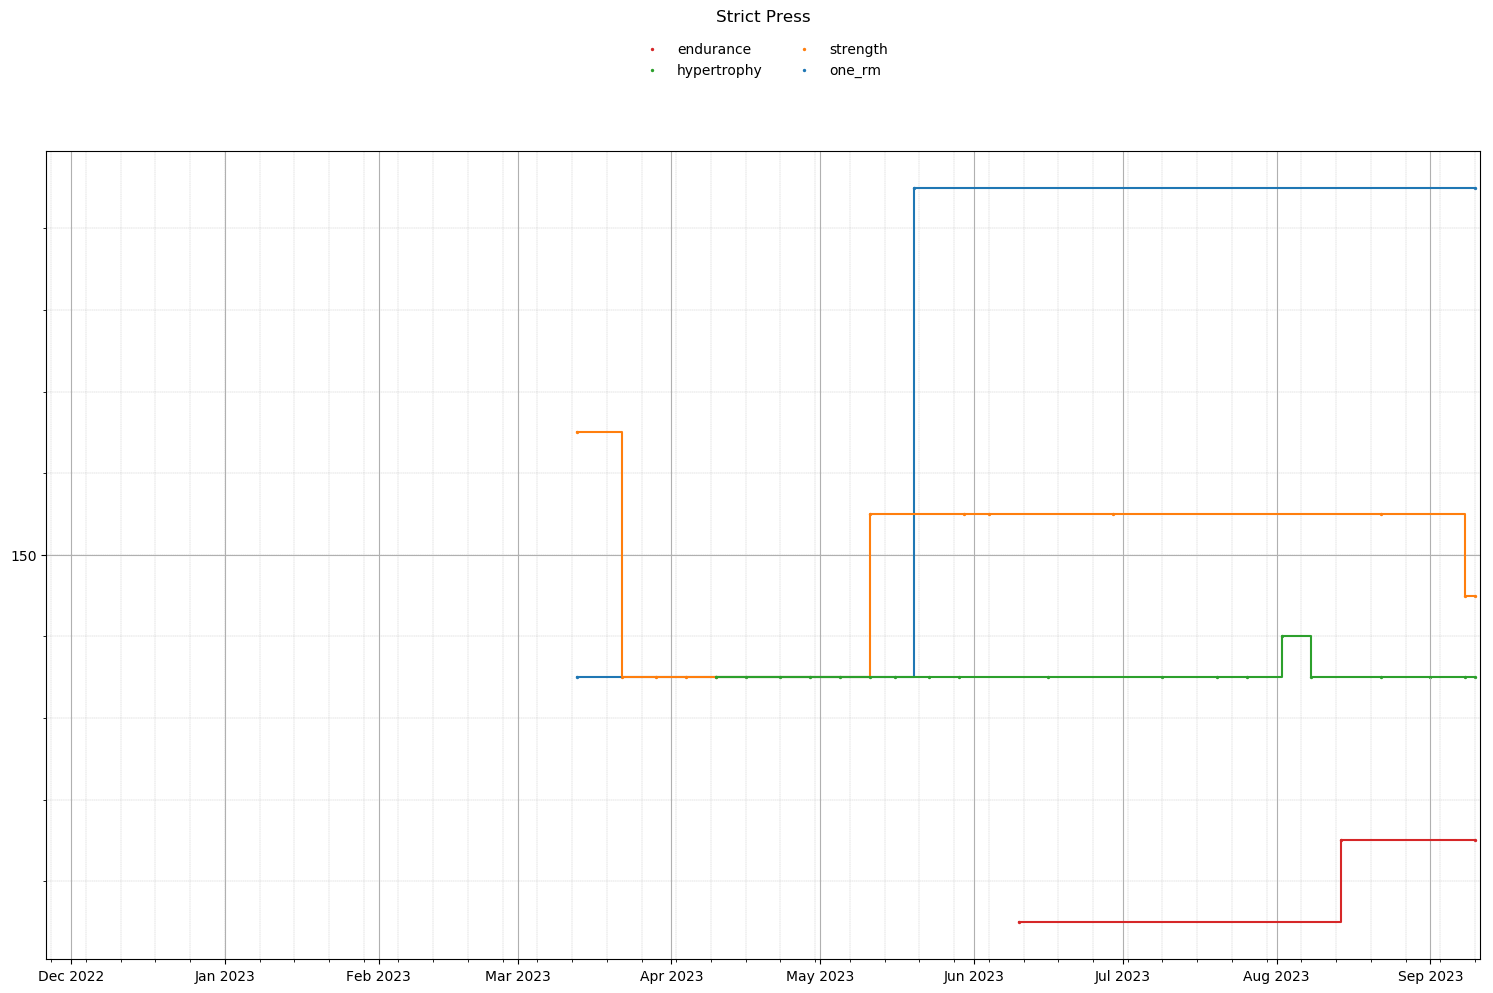 Strict Press
endurance strength
hypertrophy one_rm
150
Dec 2022 Jan 2023 Feb 2023 Mar 2023 Apr 2023 May 2023 Jun 2023 Jul 2023 Aug 2023 Sep 2023